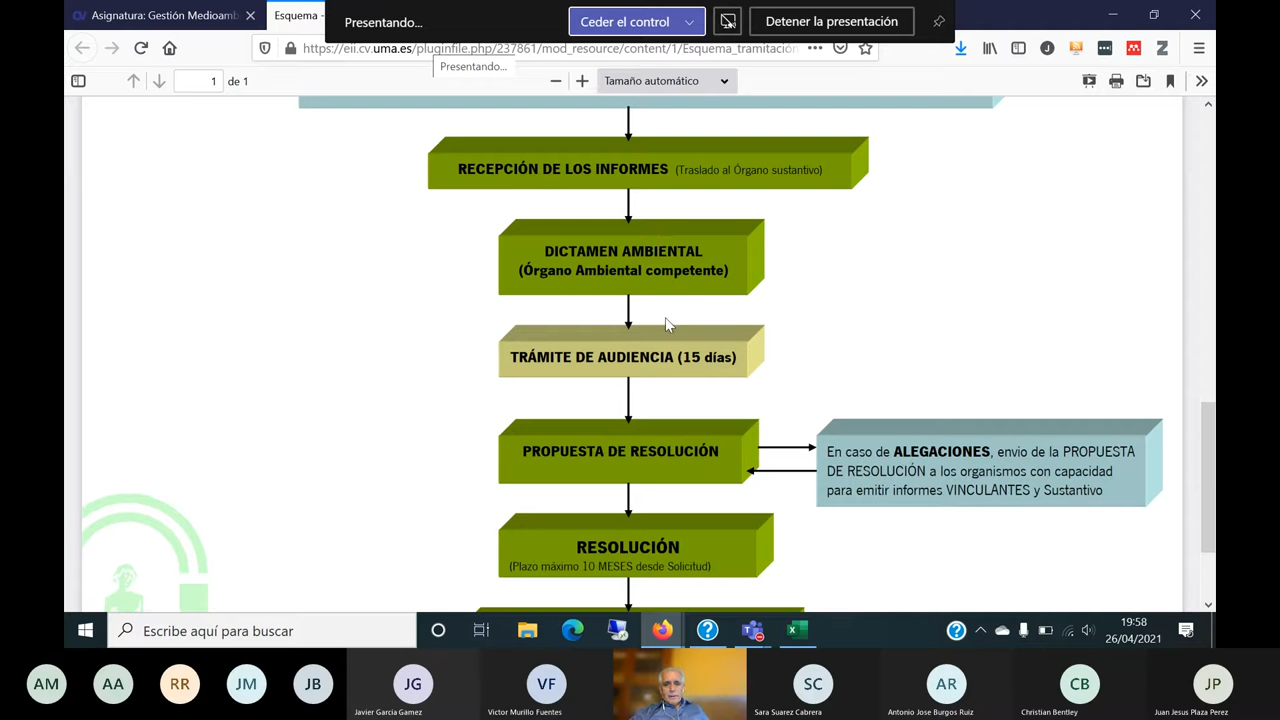 Asignatura: Gestión Medioamb
Esquema -
Presentando...
Ceder el control
Detener la presentación
https://eii.cv.uma.es/pluginfile.php/237861/mod_resource/content/1/Esquema_tramitación
Presentando...
1 de 1
Tamaño automático
RECEPCIÓN DE LOS INFORMES (Traslado al Órgano sustantivo)
DICTAMEN AMBIENTAL
(Órgano Ambiental competente)
TRÁMITE DE AUDIENCIA (15 días)
PROPUESTA DE RESOLUCIÓN
En caso de ALEGACIONES, envio de la PROPUESTA
DE RESOLUCIÓN a los organismos con capacidad
para emitir informes VINCULANTES y Sustantivo
RESOLUCIÓN
(Plazo máximo 10 MESES desde Solicitud)
Escribe aquí para buscar
19:58
26/04/2021
AM
AA
RR
JM
JB
JG
VF
SC
AR
CB
JP
Javier Garcia Gamez
Victor Murillo Fuentes
Sara Suarez Cabrera
Antonio Jose Burgos Ruiz
Christian Bentley
Juan Jesus Plaza Perez